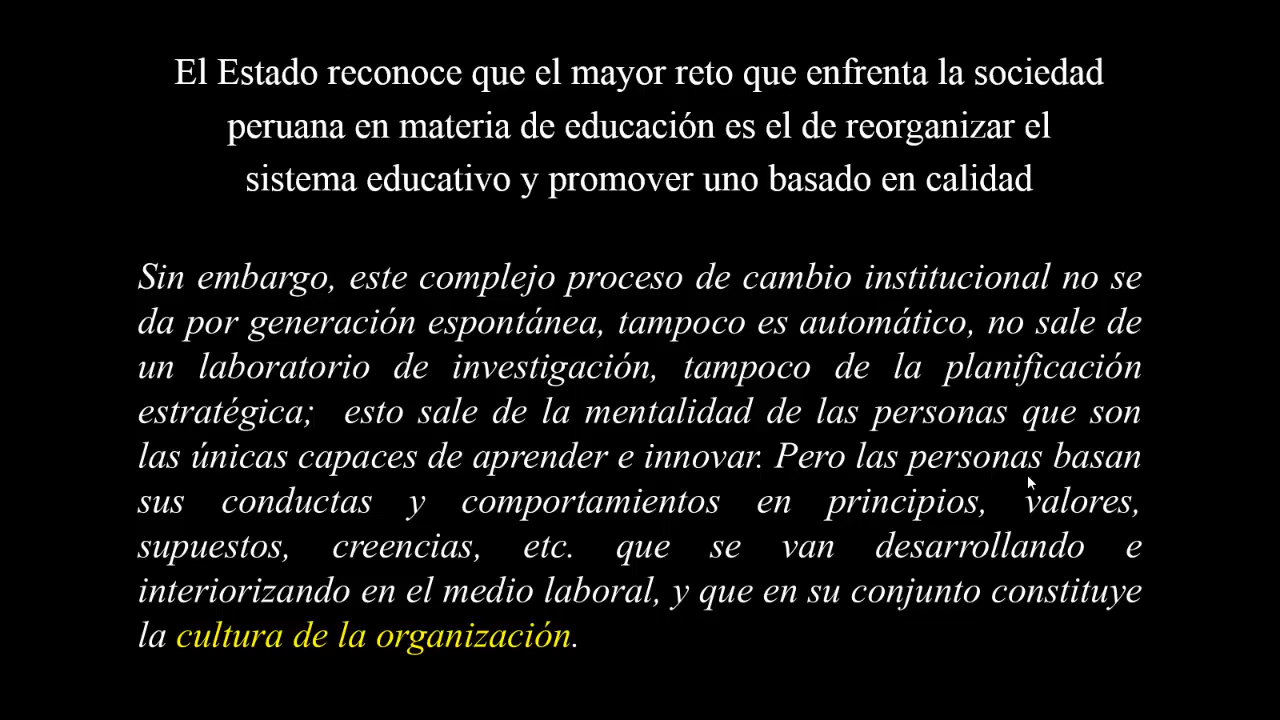 El Estado reconoce que el mayor reto que enfrenta la sociedad
peruana en materia de educación es el de reorganizar el
sistema educativo y promover uno basado en calidad
Sin embargo, este complejo proceso de cambio institucional no se
da por generación espontánea, tampoco es automático, no sale de
un laboratorio de investigación, tampoco de la planificación
estratégica; esto sale de la mentalidad de las personas que son
las únicas capaces de aprender e innovar. Pero las personas basan
sus conductas y comportamientos en principios, valores,
supuestos, creencias, etc. que se van desarrollando e
interiorizando en el medio laboral, y que en su conjunto constituye
la cultura de la organización.